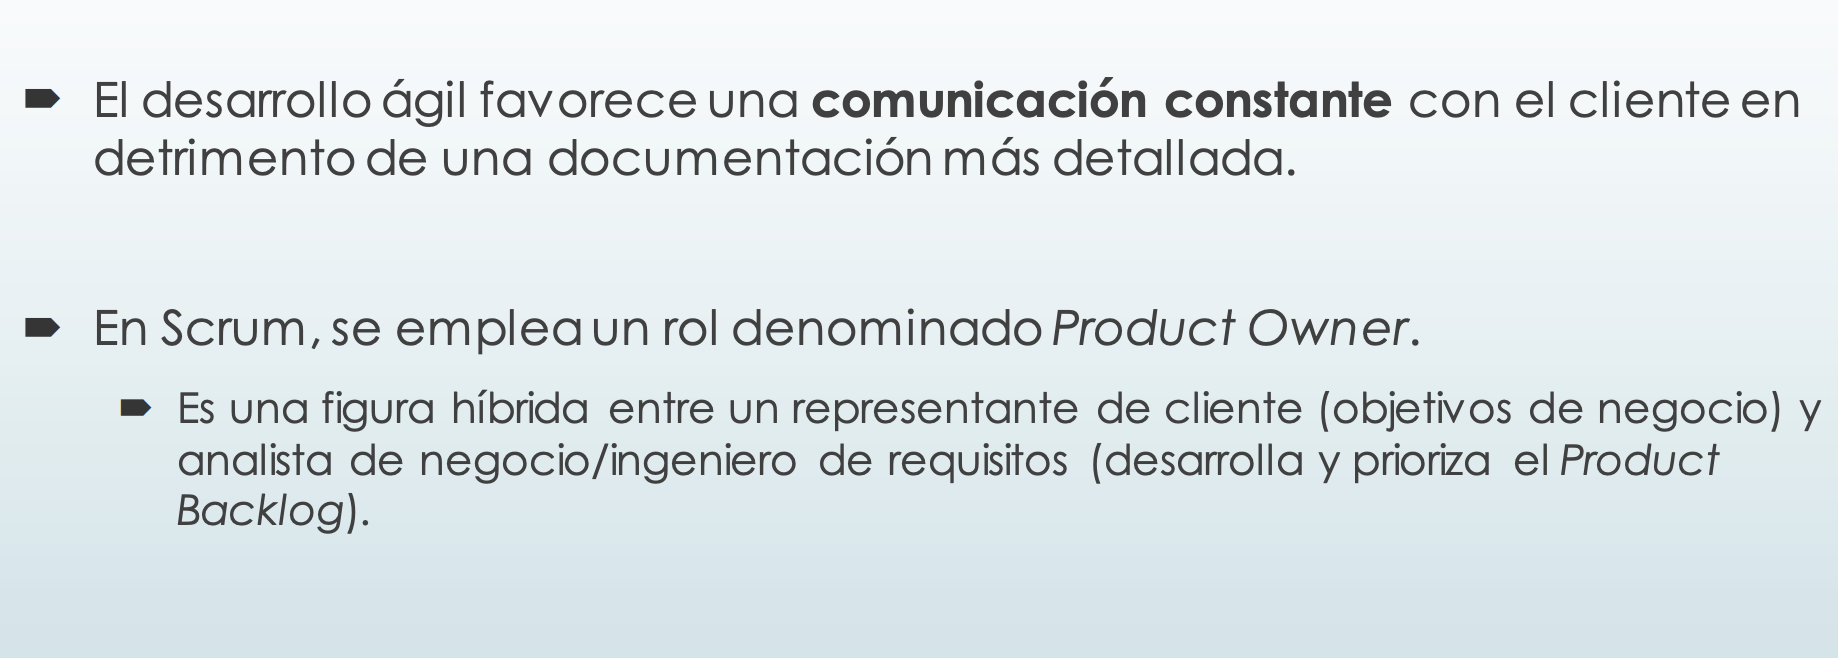 El desarrollo ágil favorece una comunicación constante con el cliente en
detrimento de una documentación más detallada.
En Scrum, se emplea un rol denominado Product Owner.
Es una figura híbrida entre un representante de cliente (objetivos de negocio) y
analista de negocio/ingeniero de requisitos (desarrolla y prioriza el Product
Backlog).